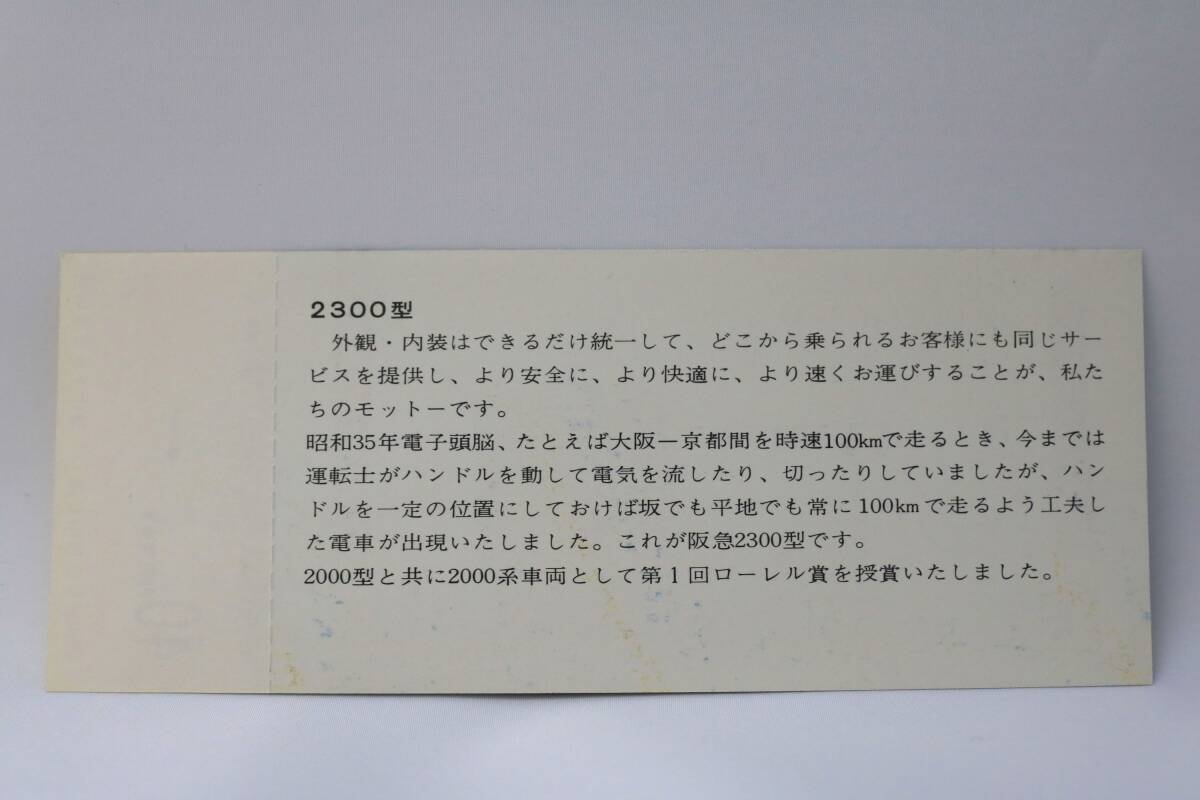 2300型
外観・内装はできるだけ統一して、どこから乗られるお客様にも同じサー
ビスを提供し、より安全に、より快適に、より速くお運びすることが、私た
ちのモットーです。
昭和35年電子頭脳、たとえば大阪―京都間を時速100kmで走るとき、今までは
運転士がハンドルを動して電気を流したり、切ったりしていましたが、ハン
ドルを一定の位置にしておけば坂でも平地でも常に100kmで走るよう工夫し
た電車が出現いたしました。これが阪急2300型です。
2000型と共に2000系車両として第1回ローレル賞を授賞いたしました。